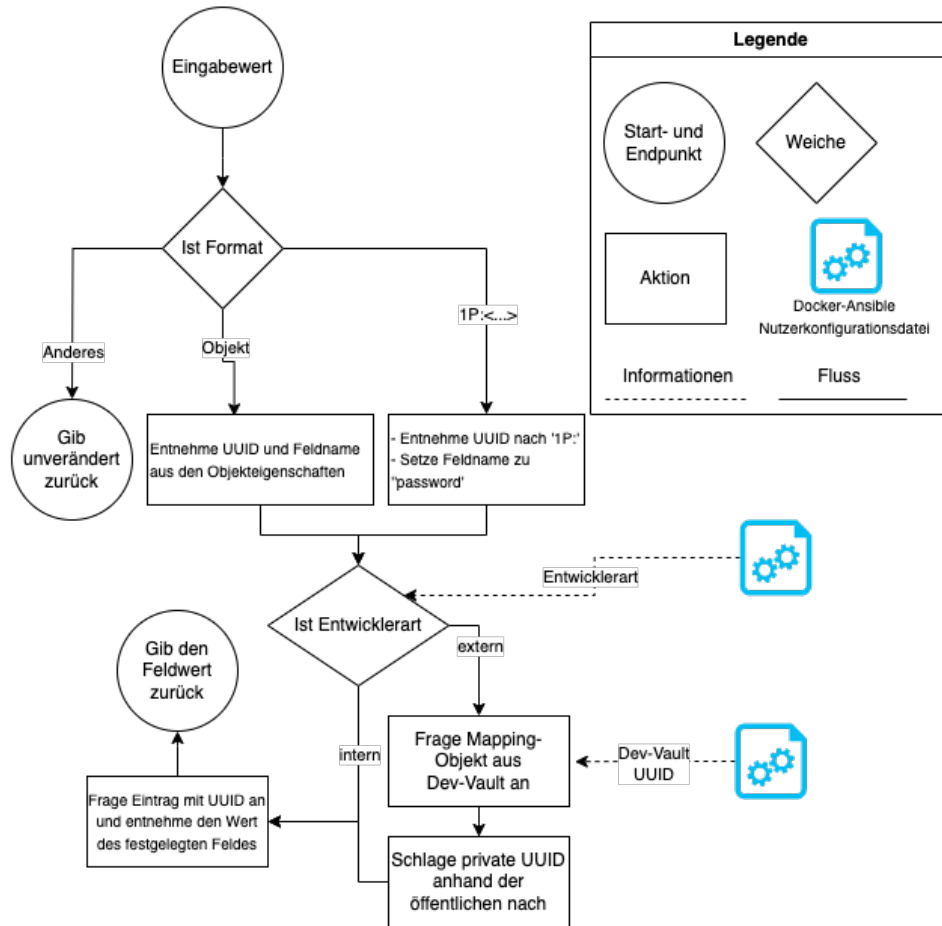 Eingabewert
Legende
Start- und
Endpunkt
Weiche
Ist Format
Aktion
Docker-Ansible
Nutzerkonfigurationsdatei
1P:<...>
Objekt
Anderes
Informationen
Fluss
Gib
unverändert
zurück
Entnehme UUID und Feldname
aus den Objekteigenschaften
- Entnehme UUID nach '1P:'
- Setze Feldname zu
"password'
Entwicklerart
Ist Entwicklerart
extern
Gib den
Feldwert
zurück
intern
Frage Mapping-
Objekt aus
Dev-Vault an
Dev-Vault
UUID
Frage Eintrag mit UUID an
und entnehme den Wert
des festgelegten Feldes
Schlage private UUID
anhand der
öffentlichen nach